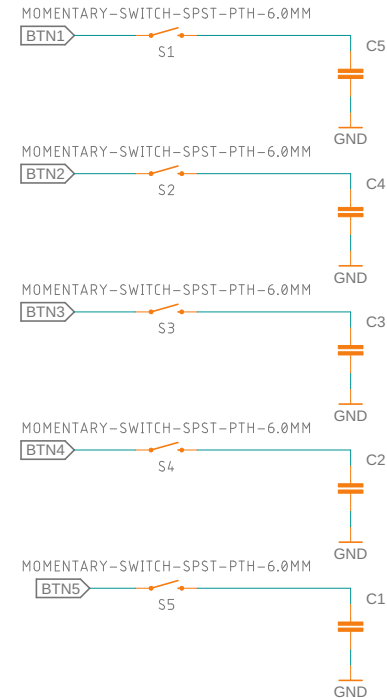 MOMENTARY-SWITCH-SPST-PTH-6.0MM
BTN1
S1
C5
GND
MOMENTARY-SWITCH-SPST-PTH-6.0MM
BTN2
S2
C4
GND
MOMENTARY-SWITCH-SPST-PTH-6.0MM
BTN3
S3
C3
GND
MOMENTARY-SWITCH-SPST-PTH-6.0MM
BTN4
S4
C2
GND
MOMENTARY-SWITCH-SPST-PTH-6.0MM
BTN5
S5
C1
GND